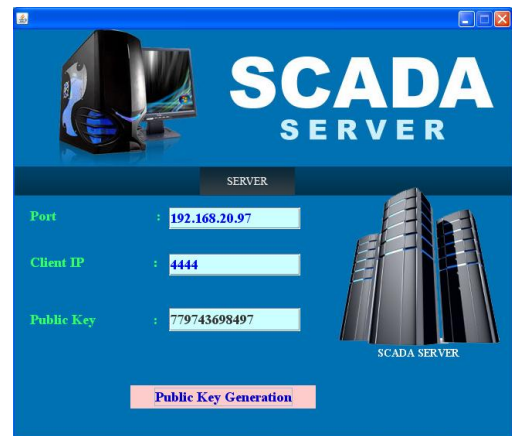 SCADA
SERVER
SERVER
Port : 192.168.20.97
Client IP : 4444
Public Key : 779743698497
SCADA SERVER
Public Key Generation